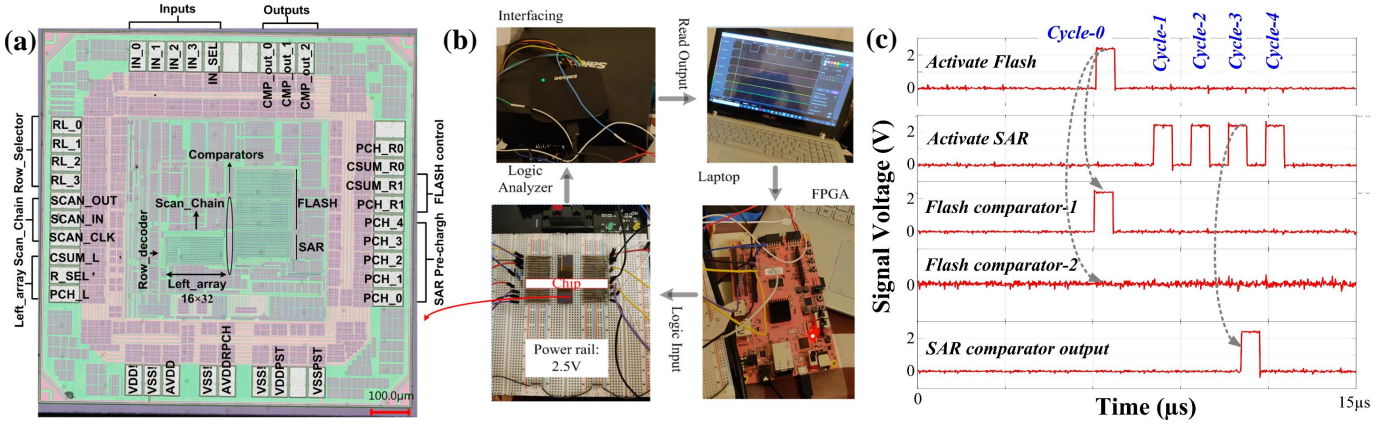 (a)
Inputs
Outputs
IN_0
IN_1
IN_2
IN_3
IN_SEL
CMP_out_0
CMP_out_1
CMP_out_2
Row_Selector
RL_0
RL_1
RL_2
RL_3
Scan_Chain
SCAN_OUT
SCAN_IN
SCAN_CLK
Left_array
CSUM_L
R_SEL
PCH_L
Comparators
Scan_Chain
FLASH
SAR
Row_decoder
Left_array
16×32
PCH_R0
CSUM_R0
CSUM_R1
PCH_R1
PCH_4
PCH_3
PCH_2
PCH_1
PCH_0
FLASH control
SAR Pre-chargh
VDD!
VSS!
AVDD
VSS!
AVDDRPCH
VSS!
VDDPST
VSSPST
100.0μm
(b)
Interfacing
Read Output
Logic
Analyzer
Laptop
FPGA
Chip
Logic Input
Power rail:
2.5V
(c)
Cycle-0
Cycle-1
Cycle-2
Cycle-3
Cycle-4
Signal Voltage (V)
2
Activate Flash
0
2
Activate SAR
0
2
Flash comparator-1
0
2
Flash comparator-2
0
2
SAR comparator output
0
0
Time (μs)
15μs